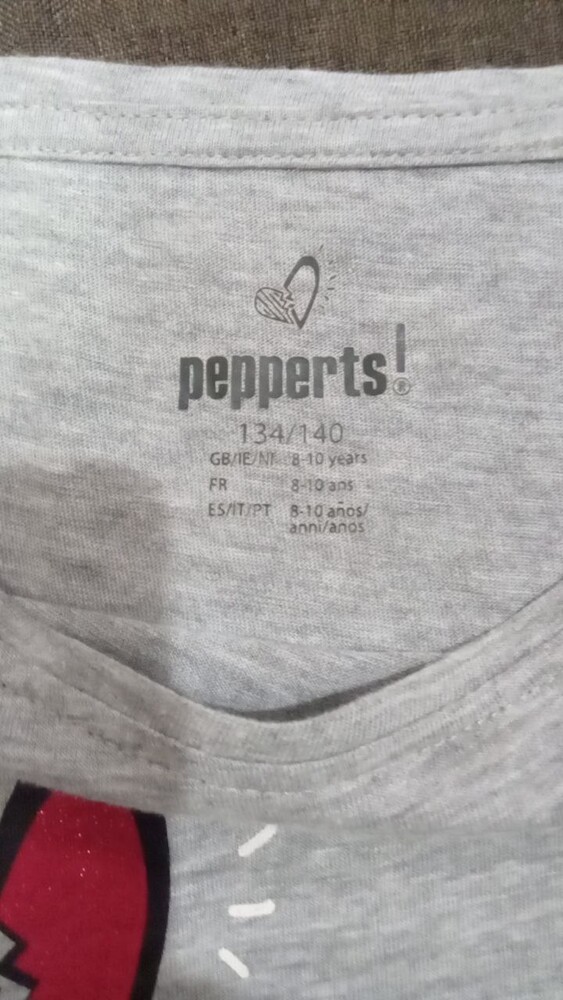 pepperts!®
134/140
GB/IE/NI 8-10 years
FR 8-10 ans
ES/IT/PT 8-10 años/
anni/anos